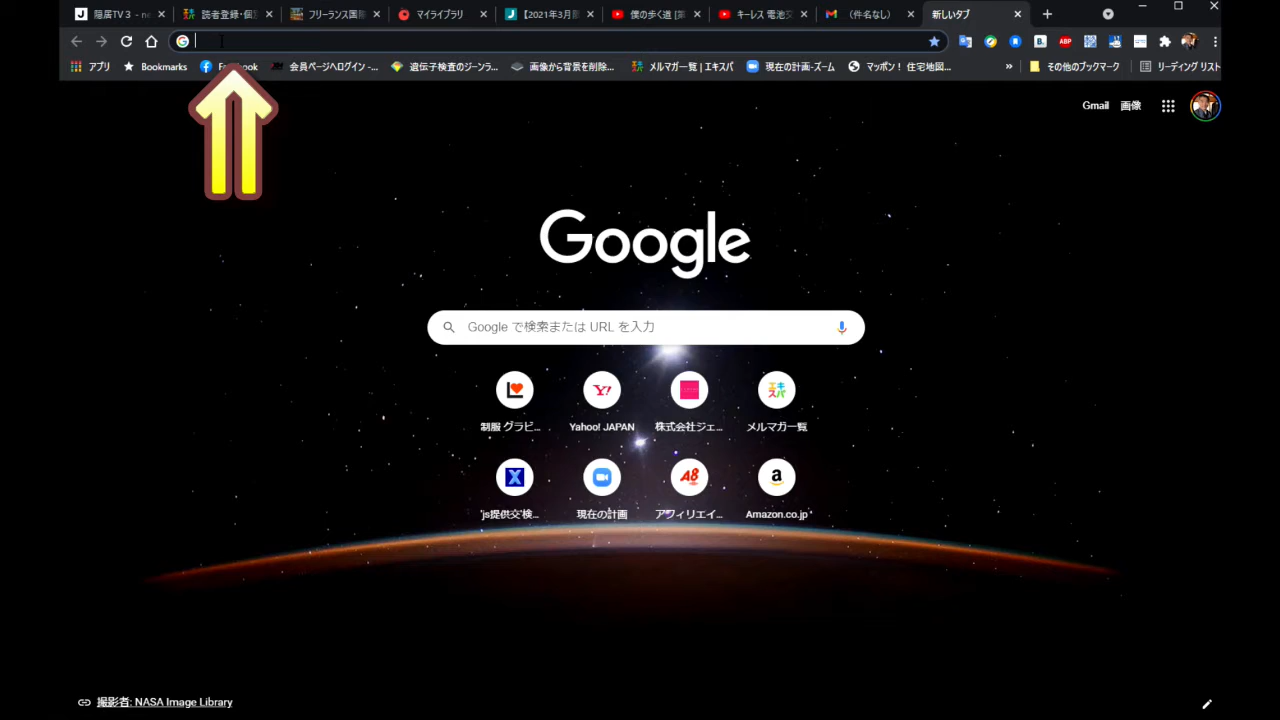 隠居TV３ - ne
読者登録・個別
フリーランス国際
マイライブラリ
【2021年3月即
僕の歩く道 [第
キーレス 電池交
（件名なし）
新しいタブ
アプリ
Bookmarks
会員ページへログイン -...
遺伝子検査のジーンラ...
画像から背景を削除...
メルマガ一覧 | エキスパ
現在の計画-ズーム
マッポン！ 住宅地図...
»
その他のブックマーク
リーディング リスト
Gmail 画像
Google
Google で検索または URL を入力
制服 グラビ... Yahoo! JAPAN 株式会社ジェ... メルマガ一覧
'js提供文'検... 現在の計画 アフィリエイ... Amazon.co.jp
撮影者: NASA Image Library